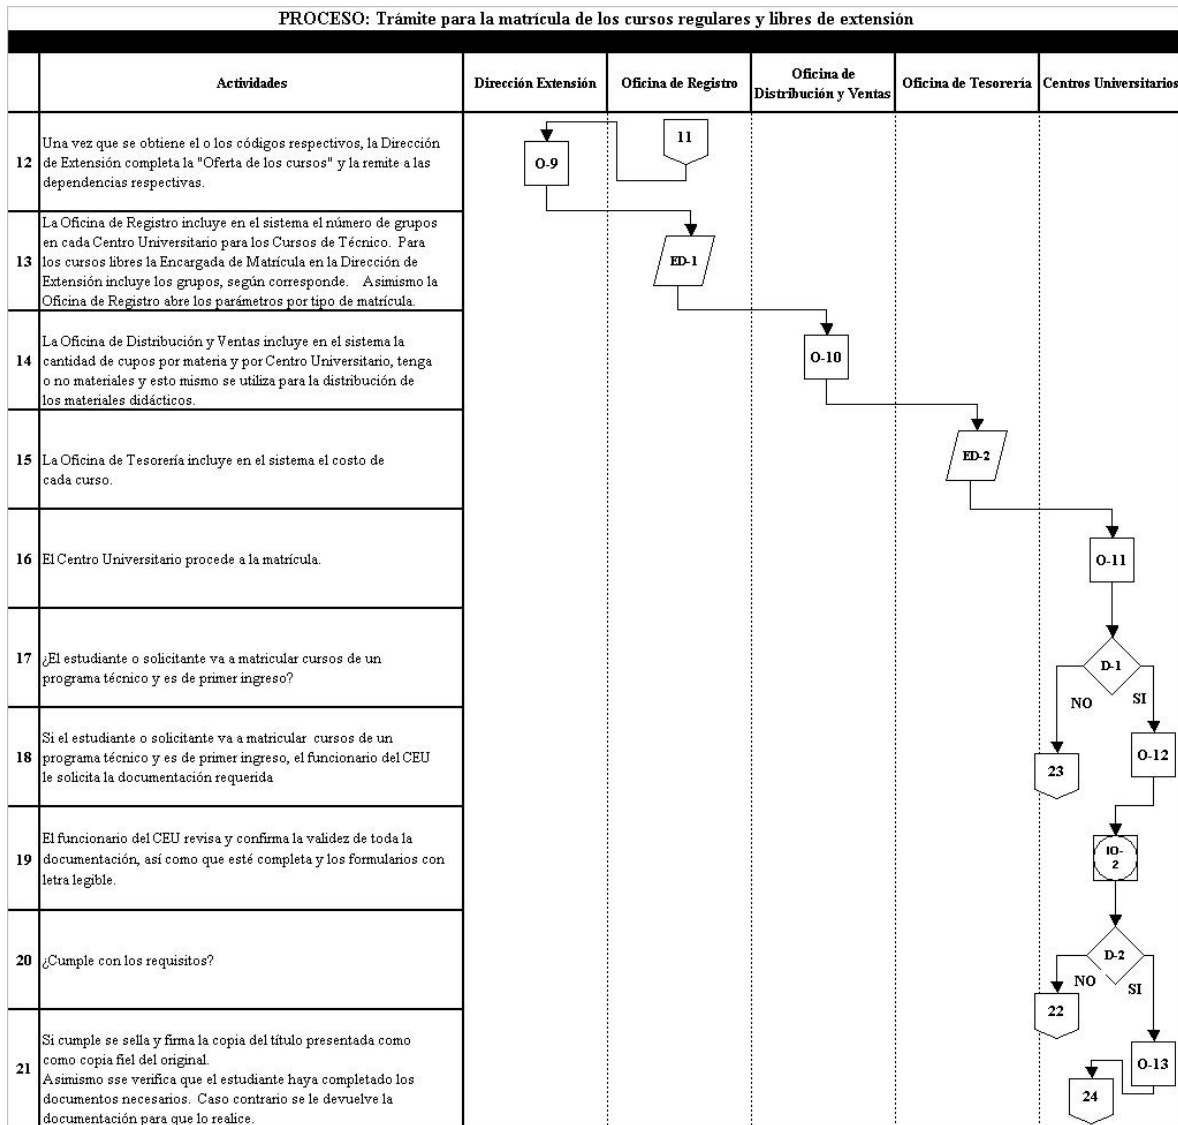 PROCESO: Trámite para la matrícula de los cursos regulares y libres de extensión
Actividades
Dirección Extensión
Oficina de Registro
Oficina de
Distribución y Ventas
Oficina de Tesorería
Centros Universitarios
12
Una vez que se obtiene el o los códigos respectivos, la Dirección
de Extensión completa la "Oferta de los cursos" y la remite a las
dependencias respectivas.
O-9
11
13
La Oficina de Registro incluye en el sistema el número de grupos
en cada Centro Universitario para los Cursos de Técnico. Para
los cursos libres la Encargada de Matrícula en la Dirección de
Extensión incluye los grupos, según corresponde. Asimismo la
Oficina de Registro abre los parámetros por tipo de matrícula.
ED-1
14
La Oficina de Distribución y Ventas incluye en el sistema la
cantidad de cupos por materia y por Centro Universitario, tenga
o no materiales y esto mismo se utiliza para la distribución de
los materiales didácticos.
O-10
15
La Oficina de Tesorería incluye en el sistema el costo de
cada curso.
ED-2
16
El Centro Universitario procede a la matrícula.
O-11
17
¿El estudiante o solicitante va a matricular cursos de un
programa técnico y es de primer ingreso?
D-1
NO
SI
18
Si el estudiante o solicitante va a matricular cursos de un
programa técnico y es de primer ingreso, el funcionario del CEU
le solicita la documentación requerida
23
O-12
19
El funcionario del CEU revisa y confirma la validez de toda la
documentación, así como que esté completa y los formularios con
letra legible.
IO-
2
20
¿Cumple con los requisitos?
D-2
NO
SI
22
21
Si cumple se sella y firma la copia del título presentada como
como copia fiel del original.
Asimismo sse verifica que el estudiante haya completado los
documentos necesarios. Caso contrario se le devuelve la
documentación para que lo realice.
O-13
24